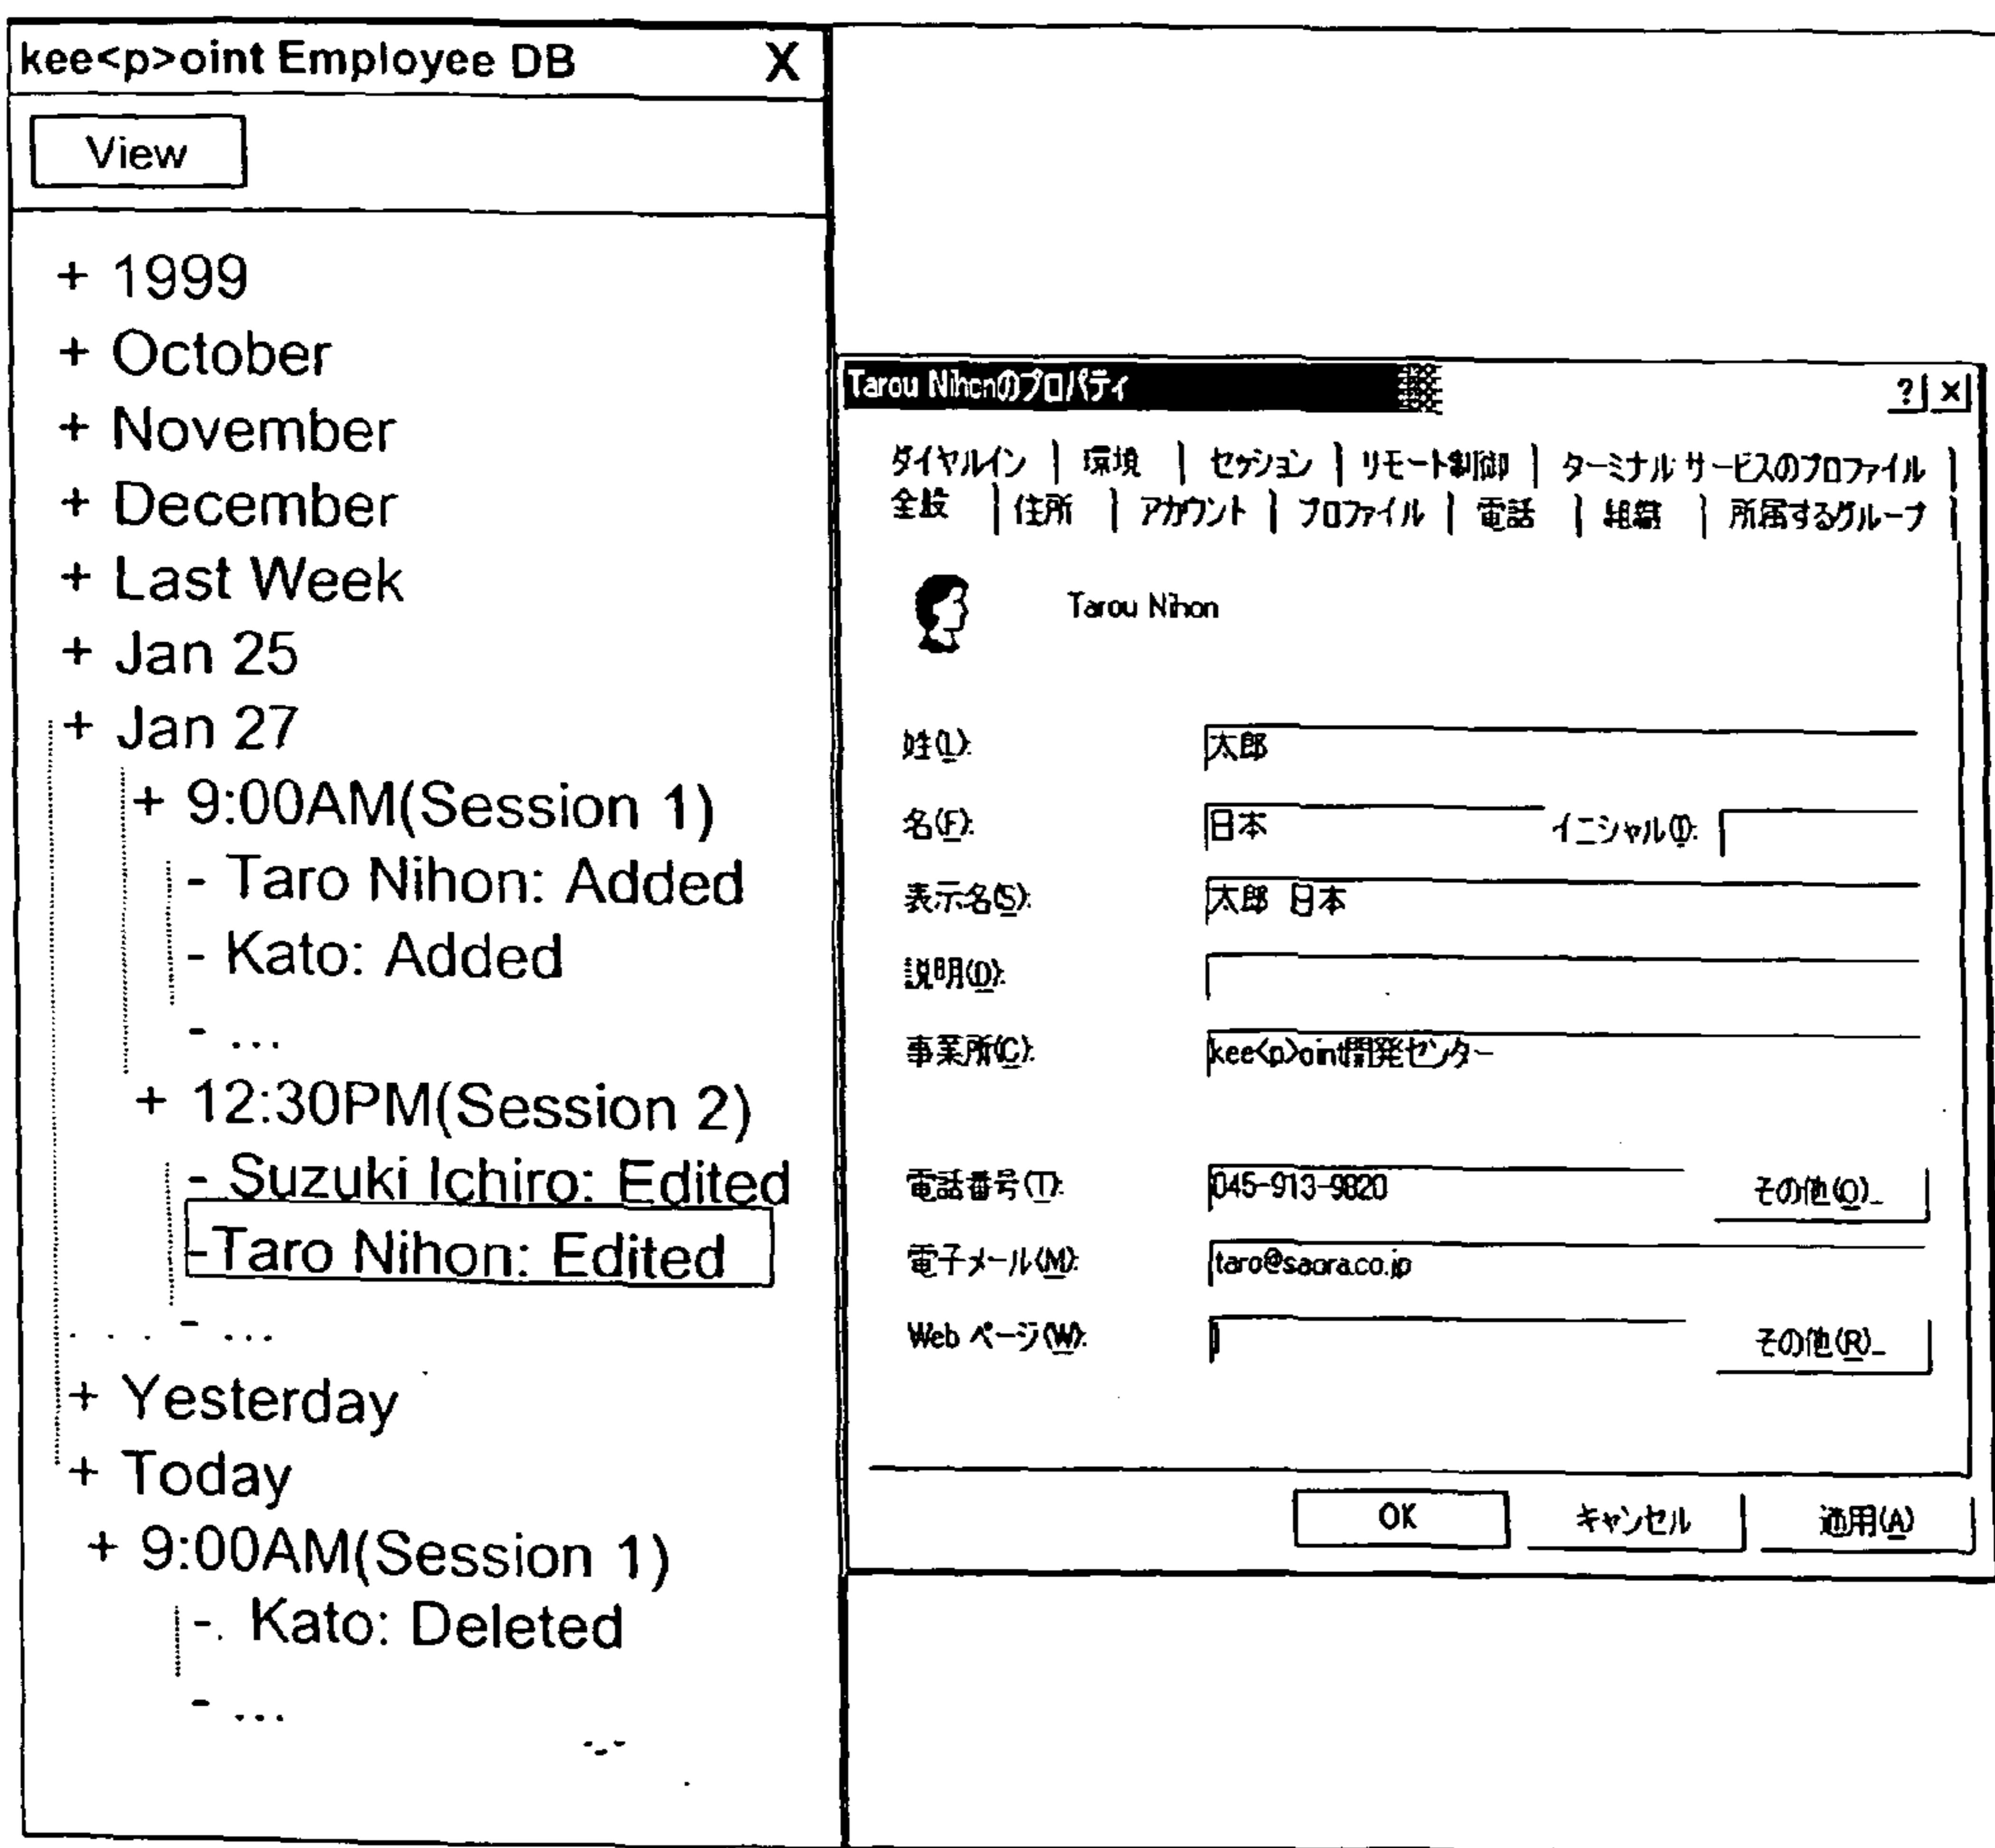 kee<p>oint Employee DB X
View
+ 1999
+ October
+ November
+ December
+ Last Week
+ Jan 25
+ Jan 27
+ 9:00AM(Session 1)
- Taro Nihon: Added
- Kato: Added
- ...
+ 12:30PM(Session 2)
- Suzuki Ichiro: Edited
-Taro Nihon: Edited
- ...
+ Yesterday
+ Today
+ 9:00AM(Session 1)
- Kato: Deleted
- ...
Tarou Nihonのプロパティ ? ×
ダイヤルイン | 環境 | セッション | リモート制御 | ターミナル サービスのプロファイル
全般 | 住所 | アカウント | プロファイル | 電話 | 組織 | 所属するグループ
Tarou Nihon
姓(L): 太郎
名(F): 日本 イニシャル(I):
表示名(S): 太郎 日本
説明(D):
事業所(C): kee<p>oint開発センター
電話番号(T): 045-913-9820 その他(O)...
電子メール(M): taro@saora.co.jp
Web ページ(W): その他(R)...
OK キャンセル 適用(A)